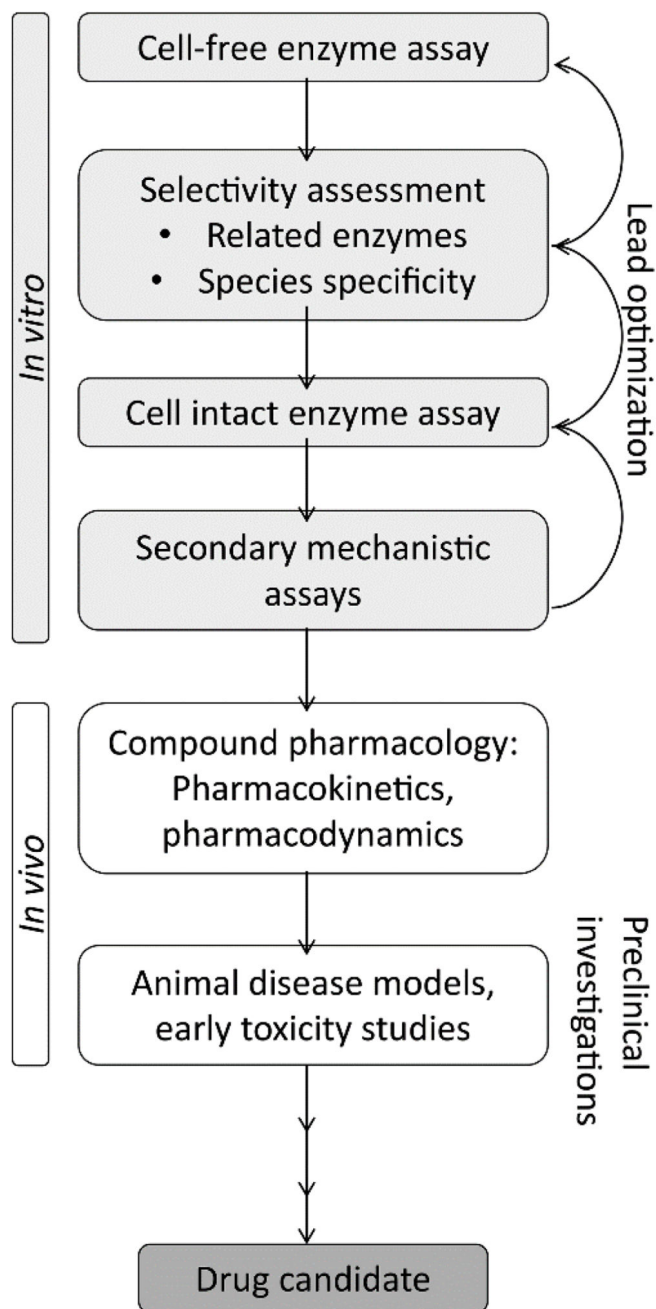 Cell-free enzyme assay
Selectivity assessment
• Related enzymes
• Species specificity
Lead optimization
In vitro
Cell intact enzyme assay
Secondary mechanistic
assays
Compound pharmacology:
Pharmacokinetics,
pharmacodynamics
In vivo
Animal disease models,
early toxicity studies
Preclinical
investigations
Drug candidate